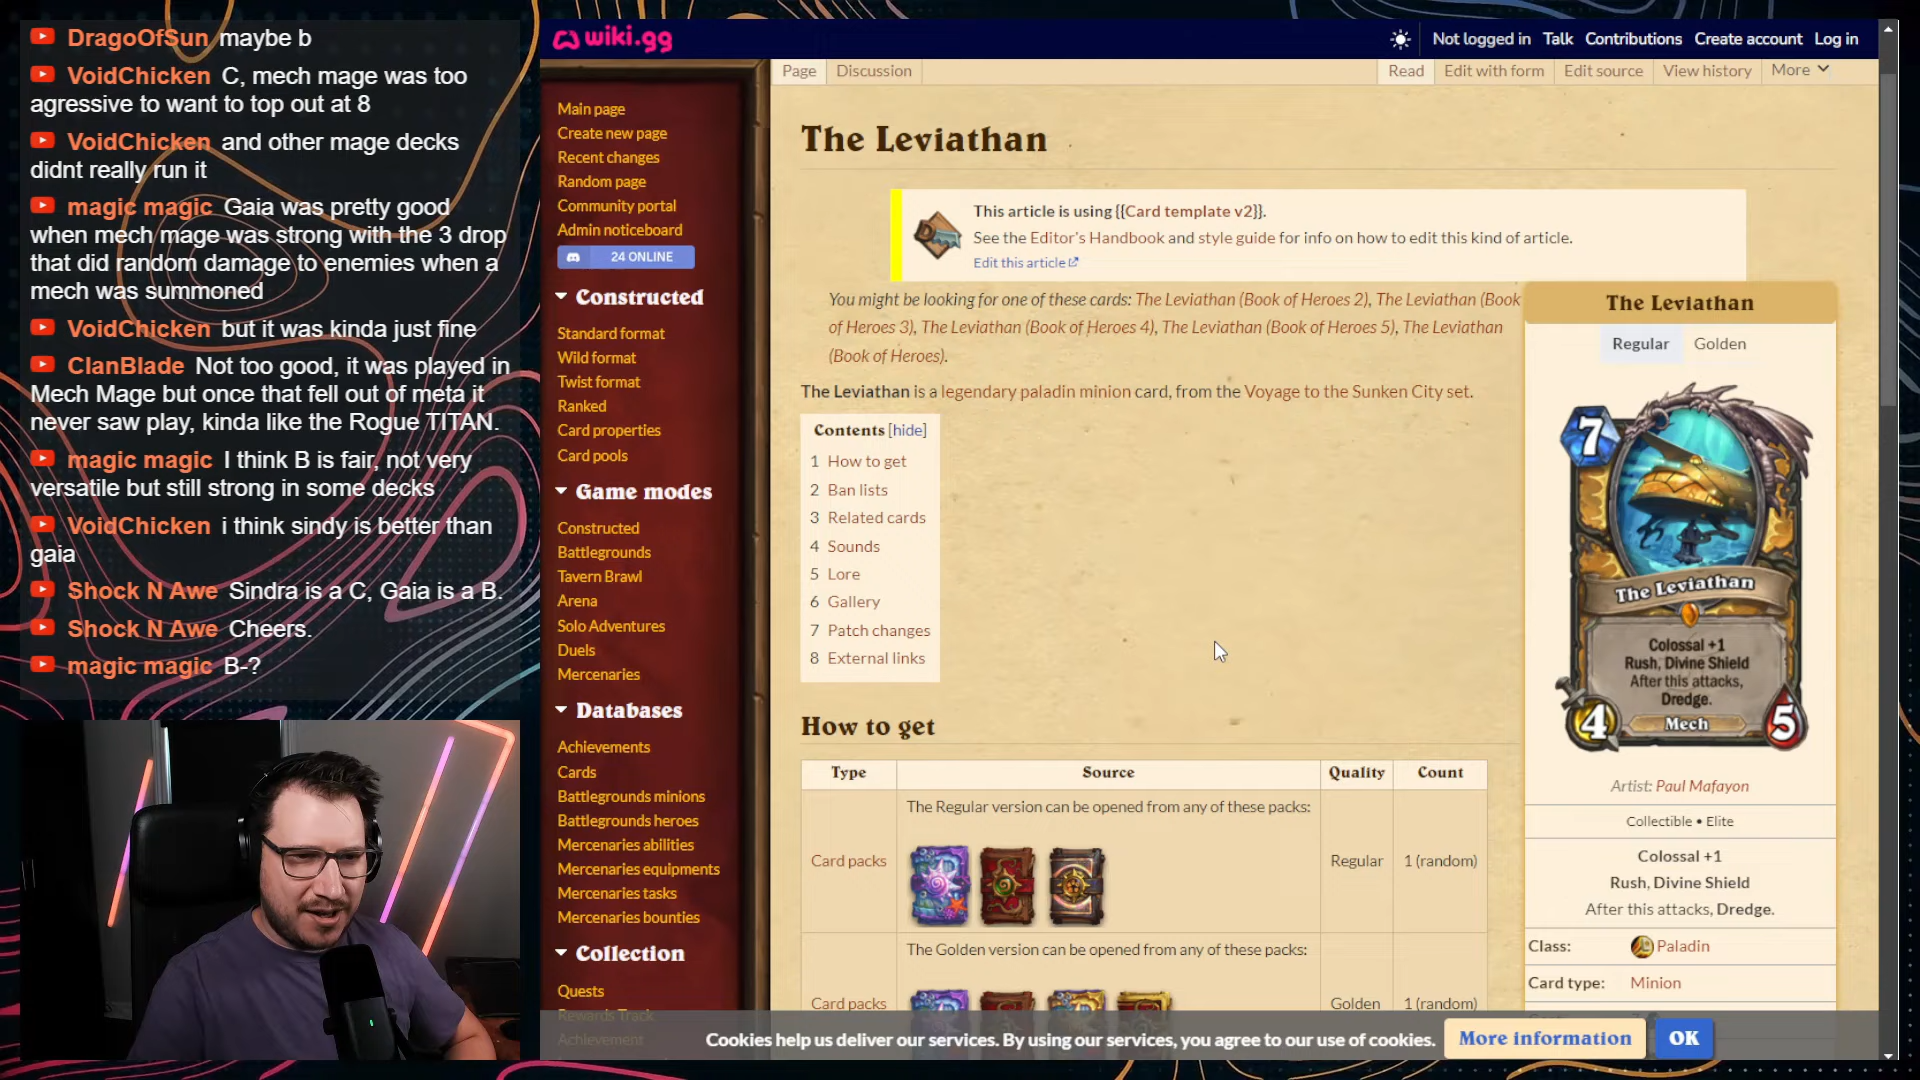 DragoOfSun maybe b
VoidChicken C, mech mage was too
agressive to want to top out at 8
VoidChicken and other mage decks
didnt really run it
magic magic Gaia was pretty good
when mech mage was strong with the 3 drop
that did random damage to enemies when a
mech was summoned
VoidChicken but it was kinda just fine
ClanBlade Not too good, it was played in
Mech Mage but once that fell out of meta it
never saw play, kinda like the Rogue TITAN.
magic magic I think B is fair, not very
versatile but still strong in some decks
VoidChicken i think sindy is better than
gaia
Shock N Awe Sindra is a C, Gaia is a B.
Shock N Awe Cheers.
magic magic B-?
wiki.gg
Not logged in Talk Contributions Create account Log in
Page Discussion Read Edit with form Edit source View history More
Main page
Create new page
Recent changes
Random page
Community portal
Admin noticeboard
24 ONLINE
Constructed
Standard format
Wild format
Twist format
Ranked
Card properties
Card pools
Game modes
Constructed
Battlegrounds
Tavern Brawl
Arena
Solo Adventures
Duels
Mercenaries
Databases
Achievements
Cards
Battlegrounds minions
Battlegrounds heroes
Mercenaries abilities
Mercenaries equipments
Mercenaries tasks
Mercenaries bounties
Collection
Quests
Rewards Track
Achievement
The Leviathan
This article is using {{Card template v2}}.
See the Editor's Handbook and style guide for info on how to edit this kind of article.
Edit this article
You might be looking for one of these cards: The Leviathan (Book of Heroes 2), The Leviathan (Book
of Heroes 3), The Leviathan (Book of Heroes 4), The Leviathan (Book of Heroes 5), The Leviathan
(Book of Heroes).
The Leviathan is a legendary paladin minion card, from the Voyage to the Sunken City set.
Contents [hide]
1 How to get
2 Ban lists
3 Related cards
4 Sounds
5 Lore
6 Gallery
7 Patch changes
8 External links
How to get
Type Source Quality Count
The Regular version can be opened from any of these packs:
Card packs Regular 1 (random)
The Golden version can be opened from any of these packs:
Card packs Golden 1 (random)
The Leviathan
Regular Golden
7
The Leviathan
Colossal +1
Rush, Divine Shield
After this attacks,
Dredge.
4 Mech 5
Artist: Paul Mafayon
Collectible • Elite
Colossal +1
Rush, Divine Shield
After this attacks, Dredge.
Class: Paladin
Card type: Minion
Cookies help us deliver our services. By using our services, you agree to our use of cookies. More information OK